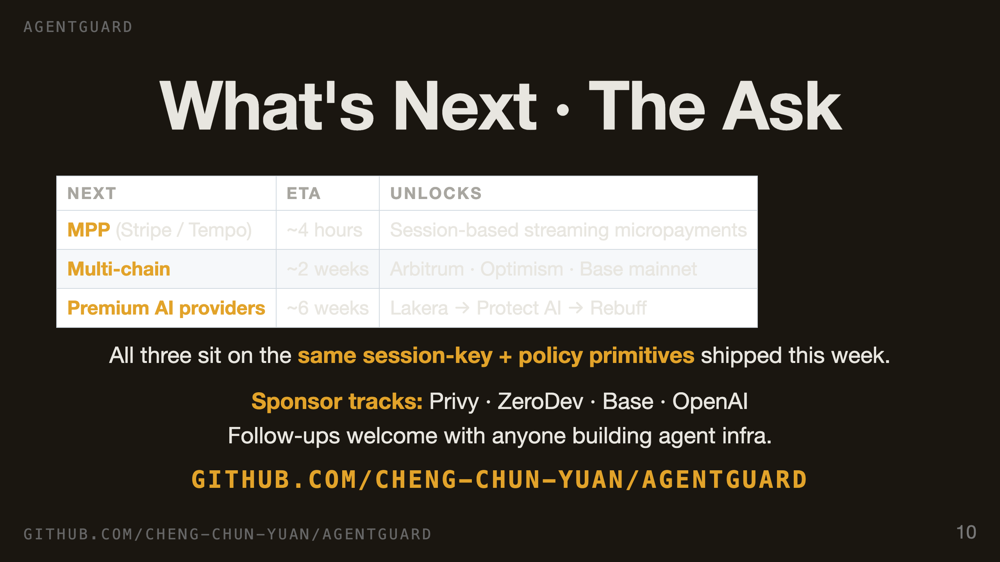 AGENTGUARD
What's Next · The Ask
NEXT ETA UNLOCKS
MPP (Stripe / Tempo) ~4 hours Session-based streaming micropayments
Multi-chain ~2 weeks Arbitrum · Optimism · Base mainnet
Premium AI providers ~6 weeks Lakera → Protect AI → Rebuff
All three sit on the same session-key + policy primitives shipped this week.
Sponsor tracks: Privy · ZeroDev · Base · OpenAI
Follow-ups welcome with anyone building agent infra.
GITHUB.COM/CHENG-CHUN-YUAN/AGENTGUARD
GITHUB.COM/CHENG-CHUN-YUAN/AGENTGUARD
10